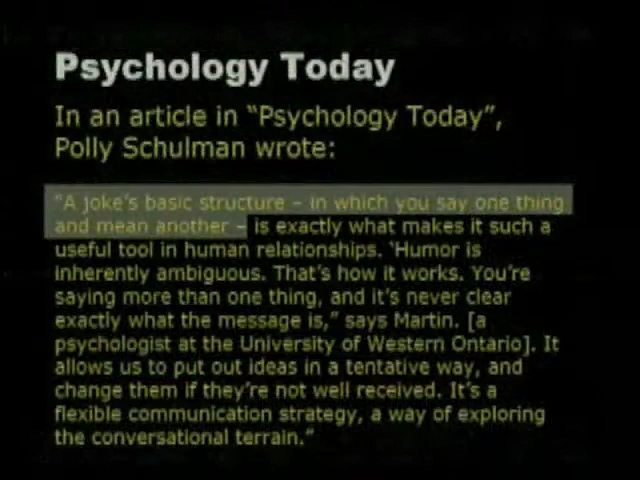 Psychology Today
In an article in “Psychology Today”,
Polly Schulman wrote:
“A joke’s basic structure – in which you say one thing
and mean another – is exactly what makes it such a
useful tool in human relationships. ‘Humor is
inherently ambiguous. That’s how it works. You’re
saying more than one thing, and it’s never clear
exactly what the message is,” says Martin. [a
psychologist at the University of Western Ontario]. It
allows us to put out ideas in a tentative way, and
change them if they’re not well received. It’s a
flexible communication strategy, a way of exploring
the conversational terrain.”